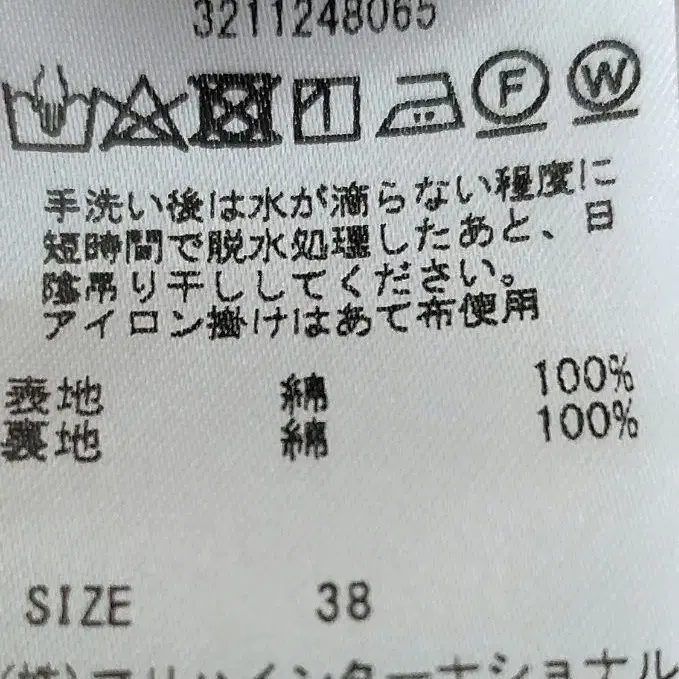 3211248065
F W
手洗い後は水が滴らない程度に
短時間で脱水処理したあと、日
陰吊り干ししてください。
アイロン掛けはあて布使用
表地 綿 100%
裏地 綿 100%
SIZE 38